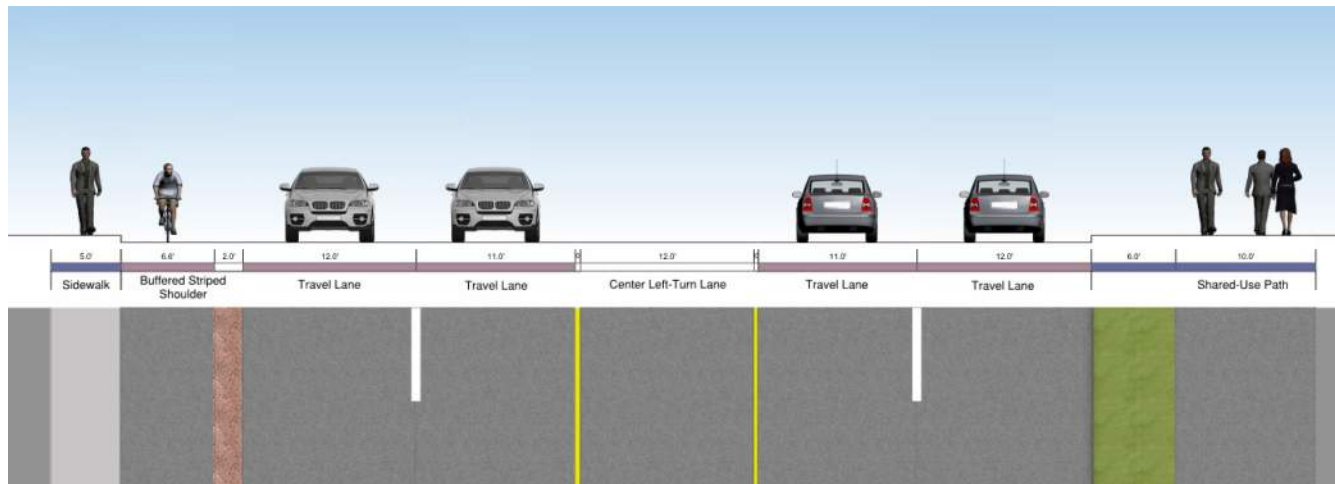 5.0' 6.6' 2.0' 12.0' 11.0' 12.0' 11.0' 12.0' 6.0' 10.0'
Sidewalk
Buffered Striped
Shoulder
Travel Lane
Travel Lane
Center Left-Turn Lane
Travel Lane
Travel Lane
Shared-Use Path